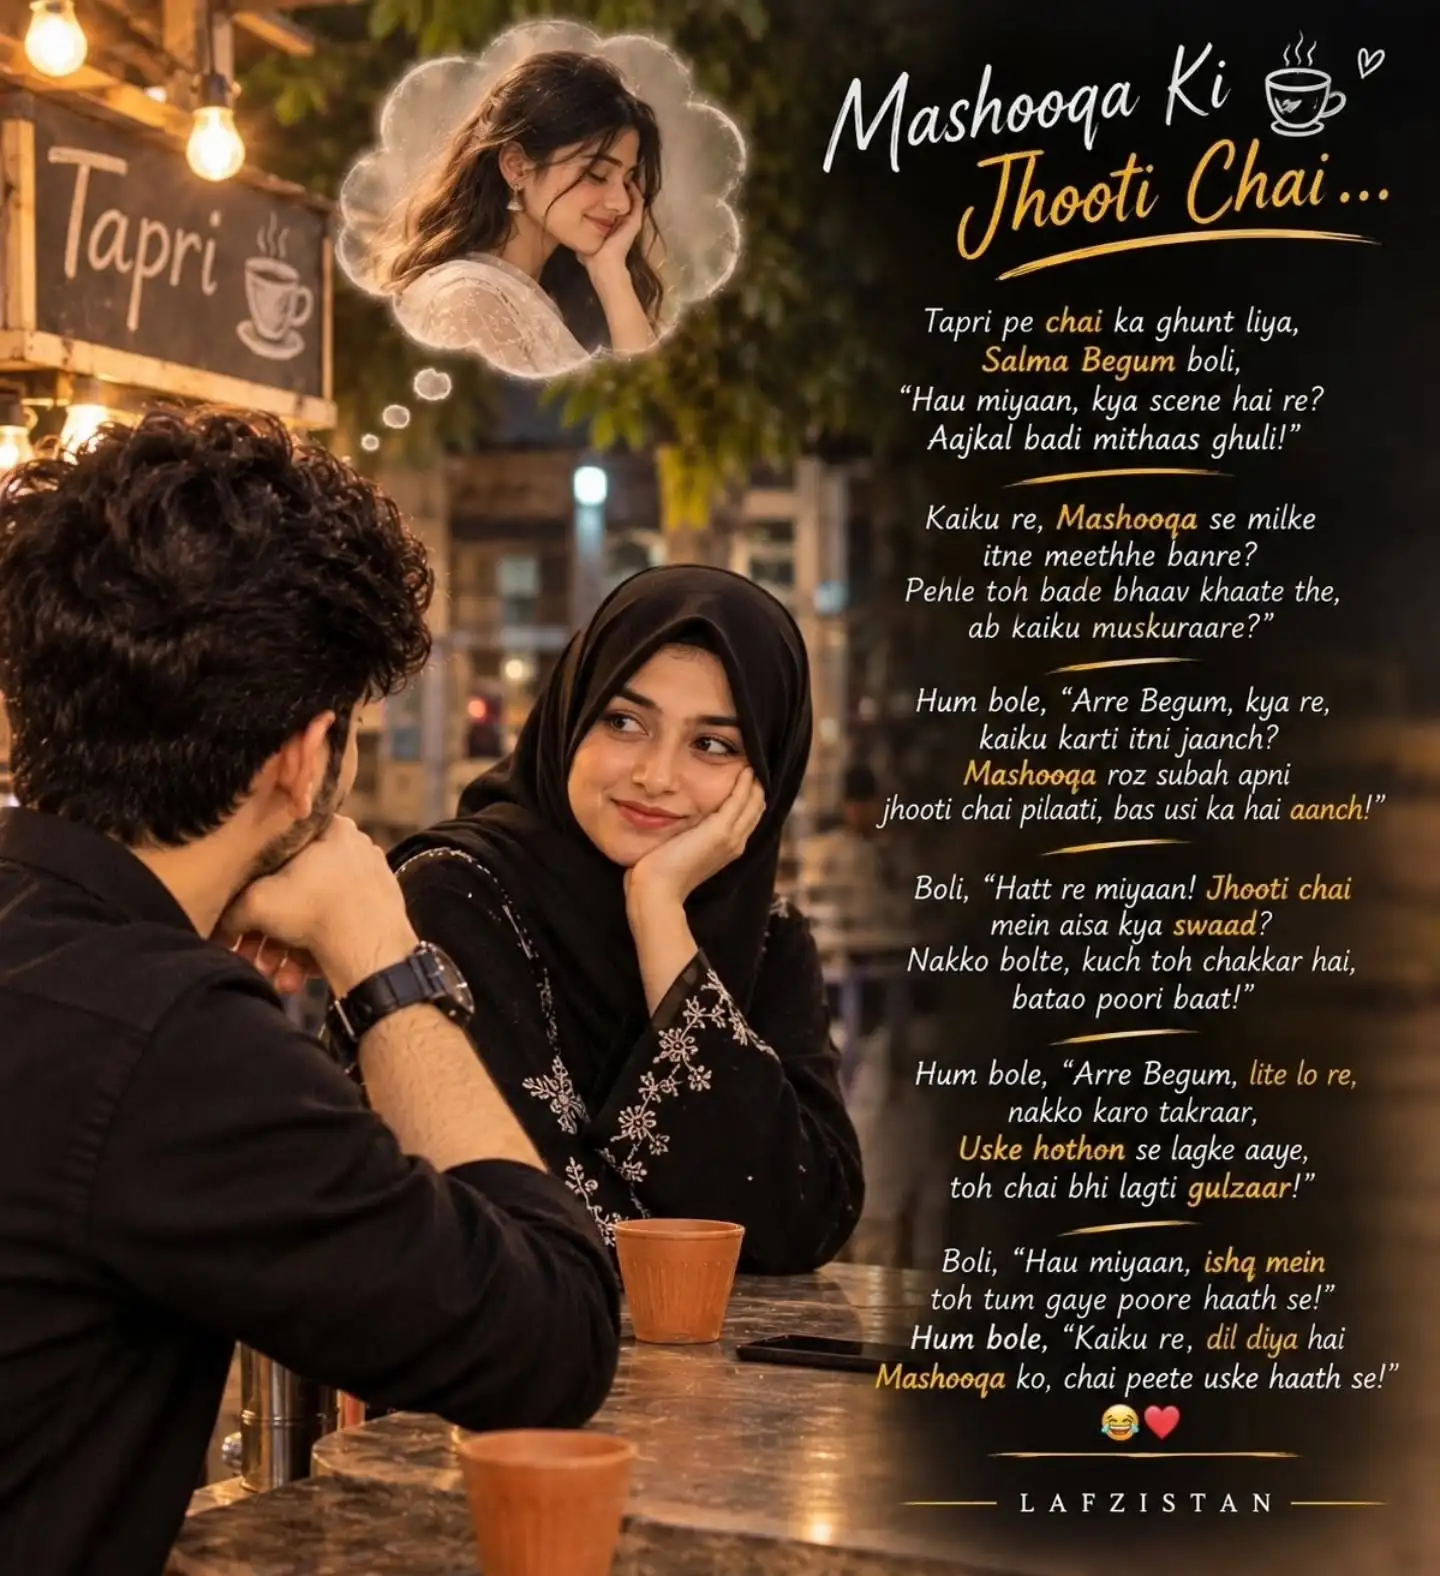 Tapri
Mashooqa Ki
Jhooti Chai...
Tapri pe chai ka ghunt liya,
Salma Begum boli,
“Hau miyaan, kya scene hai re?
Aajkal badi mithaas ghuli!”
Kaiku re, Mashooqa se milke
itne meethhe banre?
Pehle toh bade bhaav khaate the,
ab kaiku muskuraare?”
Hum bole, “Arre Begum, kya re,
kaiku karti itni jaanch?
Mashooqa roz subah apni
jhooti chai pilaati, bas usi ka hai aanch!”
Boli, “Hatt re miyaan! Jhooti chai
mein aisa kya swaad?
Nakko bolte, kuch toh chakkar hai,
batao poori baat!”
Hum bole, “Arre Begum, lite lo re,
nakko karo takraar,
Uske hothon se lagke aaye,
toh chai bhi lagti gulzaar!”
Boli, “Hau miyaan, ishq mein
toh tum gaye poore haath se!”
Hum bole, “Kaiku re, dil diya hai
Mashooqa ko, chai peete uske haath se!”
😂❤️
LAFZISTAN